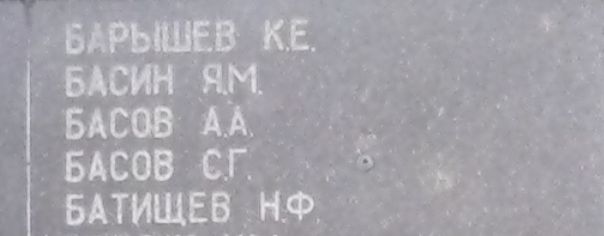 БАРЫШЕВ К.Е.
БАСИН Я.М.
БАСОВ А.А.
БАСОВ С.Г.
БАТИЩЕВ Н.Ф